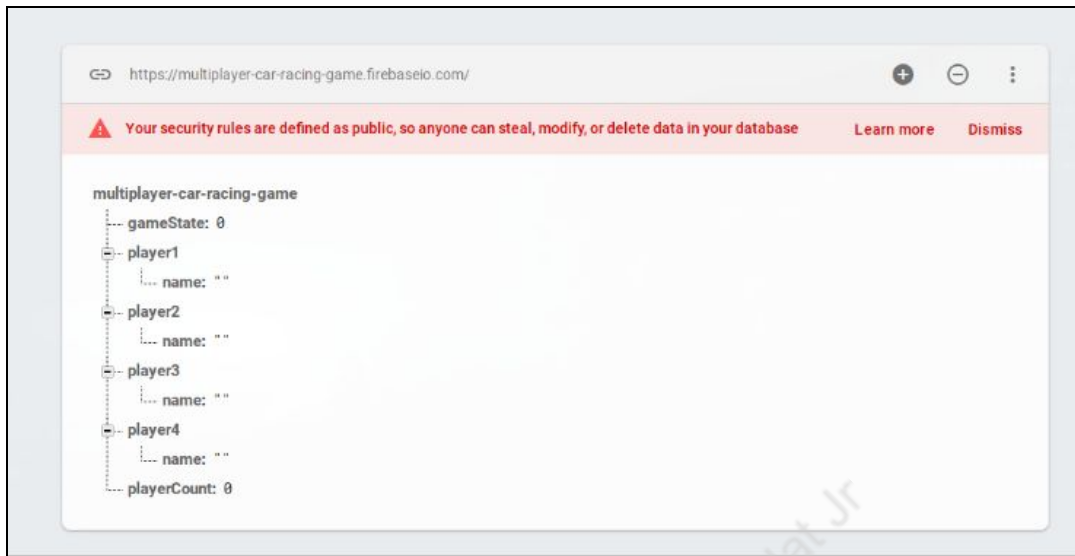 https://multiplayer-car-racing-game.firebaseio.com/
Your security rules are defined as public, so anyone can steal, modify, or delete data in your database Learn more Dismiss
multiplayer-car-racing-game
gameState: 0
player1
name: ""
player2
name: ""
player3
name: ""
player4
name: ""
playerCount: 0
Jr